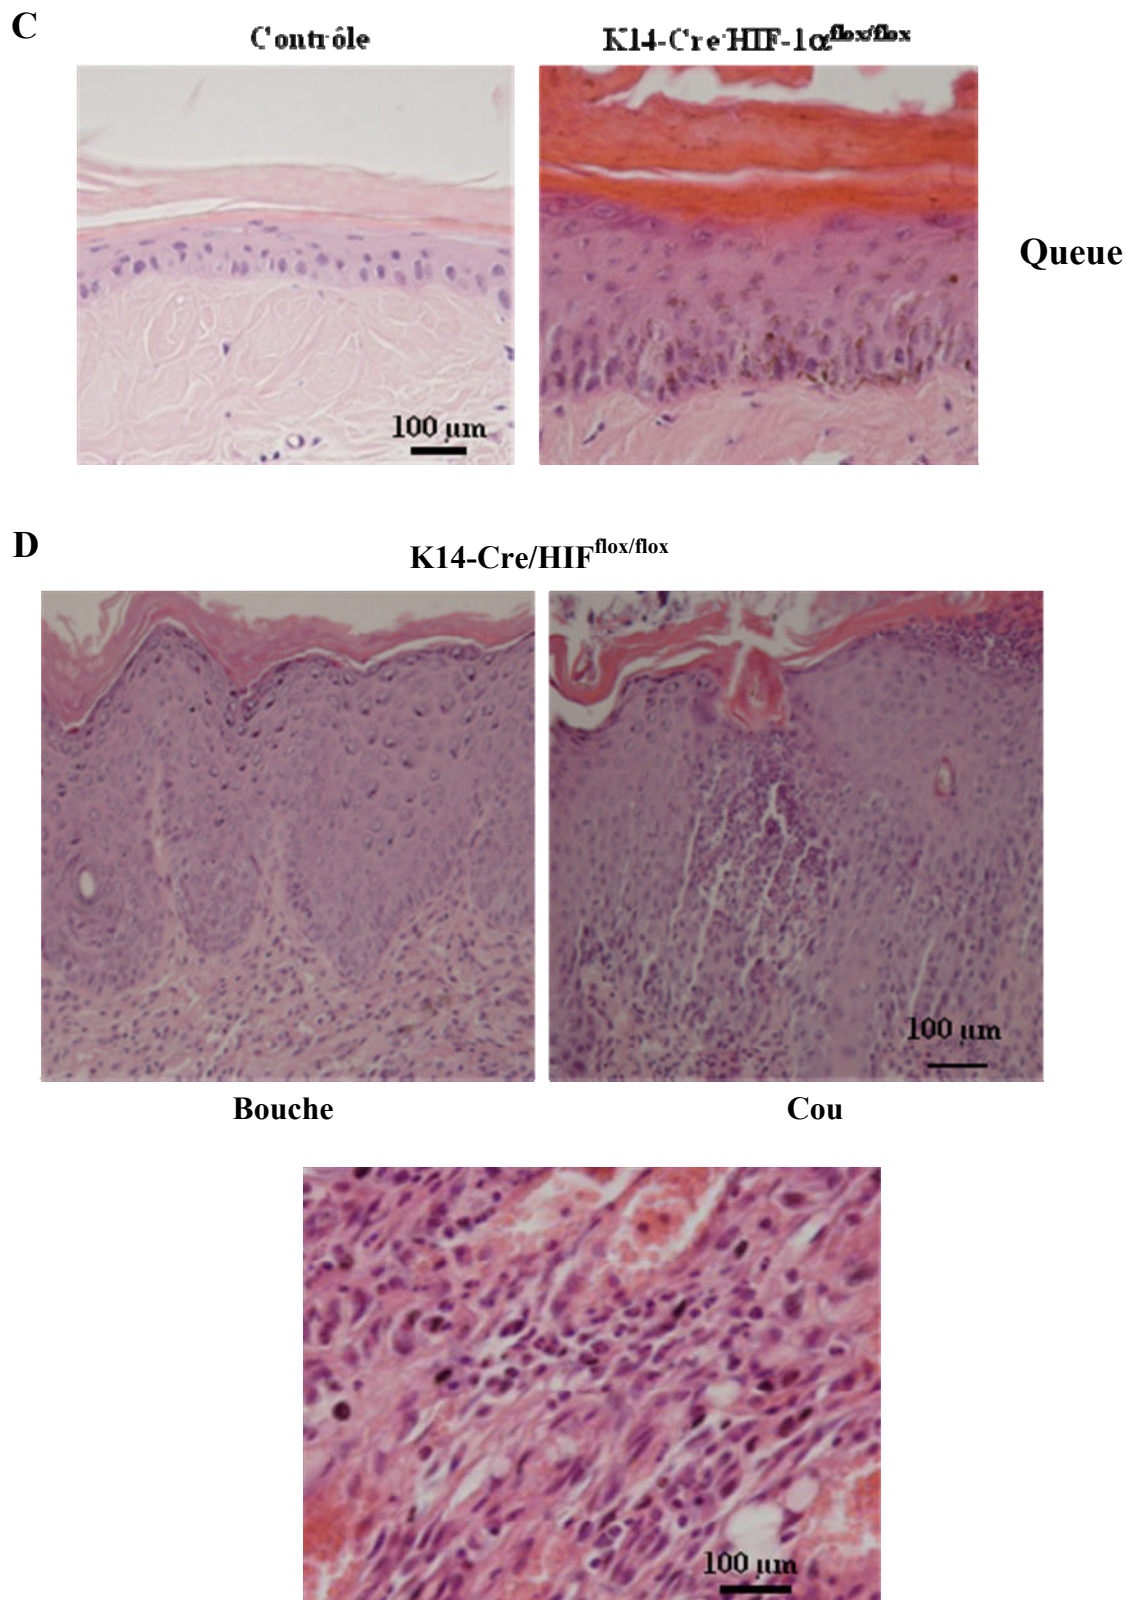 C
Contrôle
K14-Cre HIF-1α^flox/flox
Queue
100 µm
D
K14-Cre/HIF^flox/flox
100 µm
Bouche
Cou
100 µm